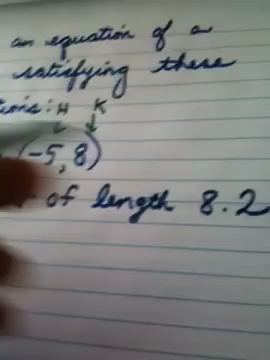 an equation of a
satisfying these
H K
(-5, 8)
of length 8.2